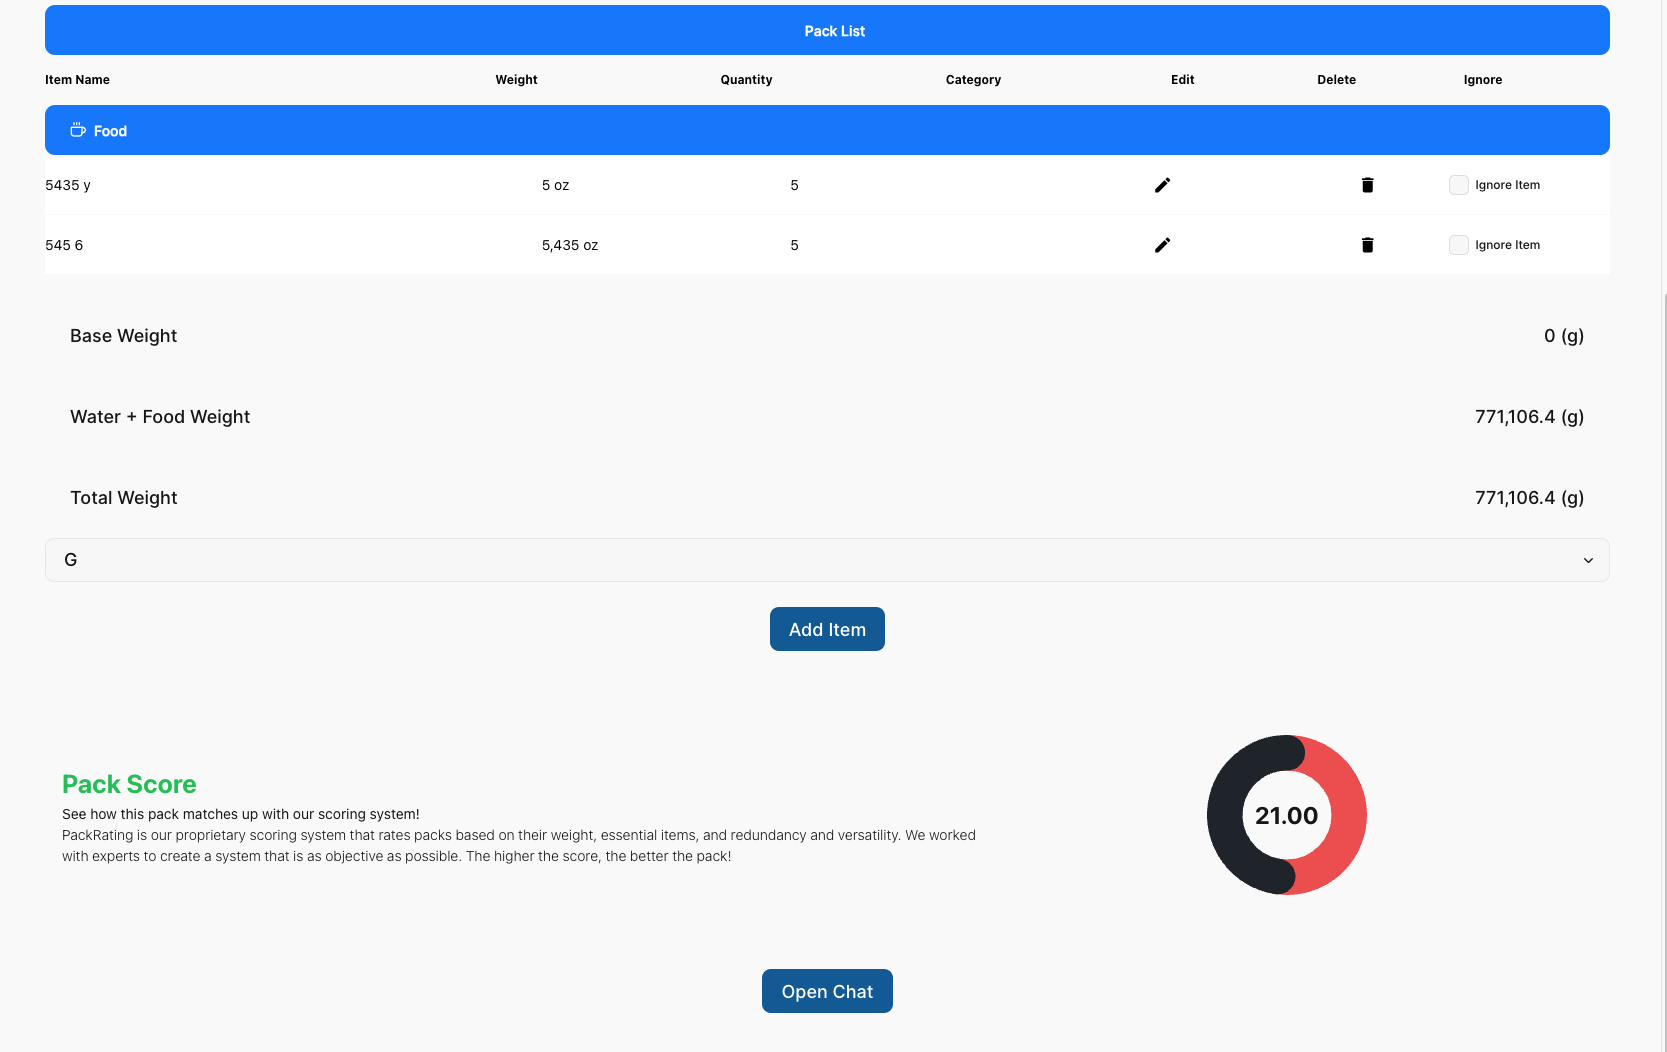 Pack List
Item Name Weight Quantity Category Edit Delete Ignore
Food
5435 y 5 oz 5 Ignore Item
545 6 5,435 oz 5 Ignore Item
Base Weight 0 (g)
Water + Food Weight 771,106.4 (g)
Total Weight 771,106.4 (g)
G
Add Item
Pack Score
See how this pack matches up with our scoring system!
PackRating is our proprietary scoring system that rates packs based on their weight, essential items, and redundancy and versatility. We worked
with experts to create a system that is as objective as possible. The higher the score, the better the pack!
21.00
Open Chat